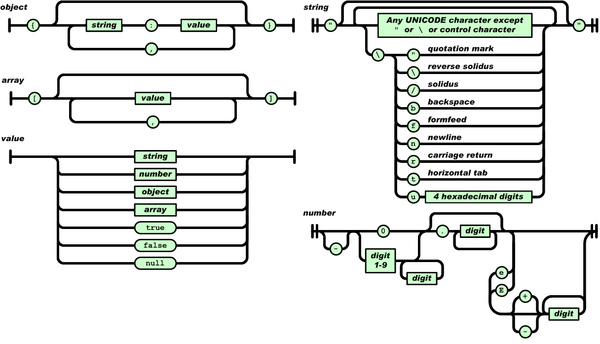 object
{
string
:
value
}
,
array
[
value
]
,
value
string
number
object
array
true
false
null
string
"
Any UNICODE character except
" or \ or control character
"
\
" quotation mark
\ reverse solidus
/ solidus
b backspace
f formfeed
n newline
r carriage return
t horizontal tab
u 4 hexadecimal digits
number
-
0
.
digit
digit
1-9
digit
e
E
+
-
digit